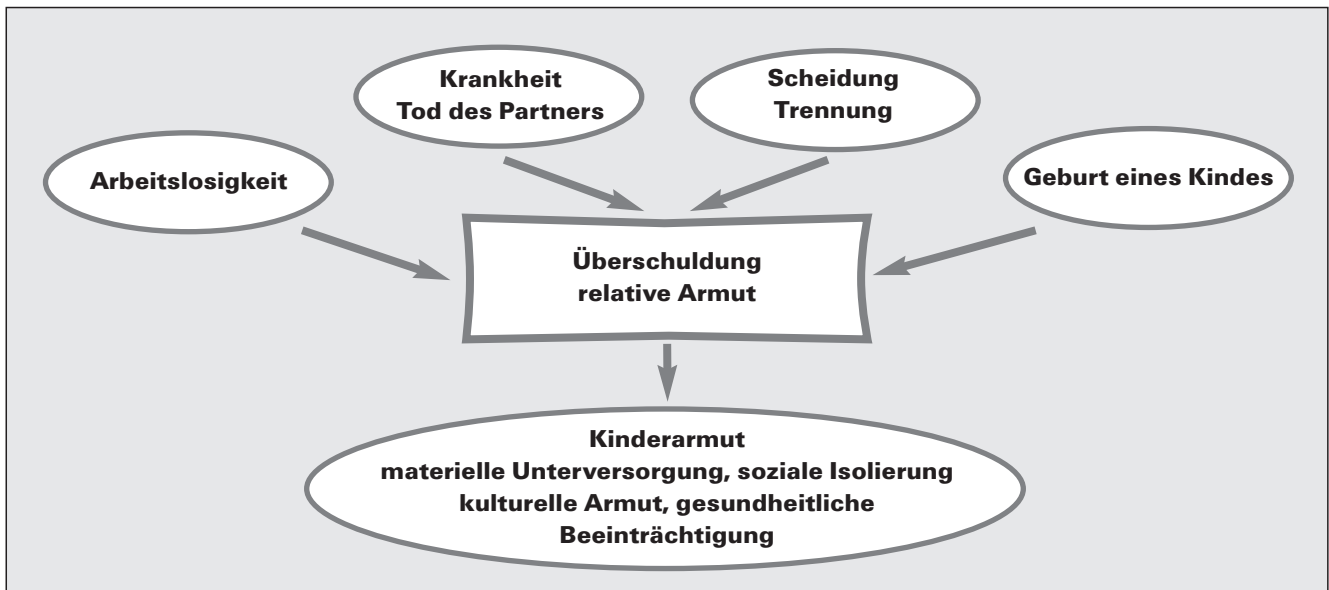 Krankheit
Tod des Partners
Scheidung
Trennung
Arbeitslosigkeit
Geburt eines Kindes
Überschuldung
relative Armut
Kinderarmut
materielle Unterversorgung, soziale Isolierung
kulturelle Armut, gesundheitliche
Beeinträchtigung